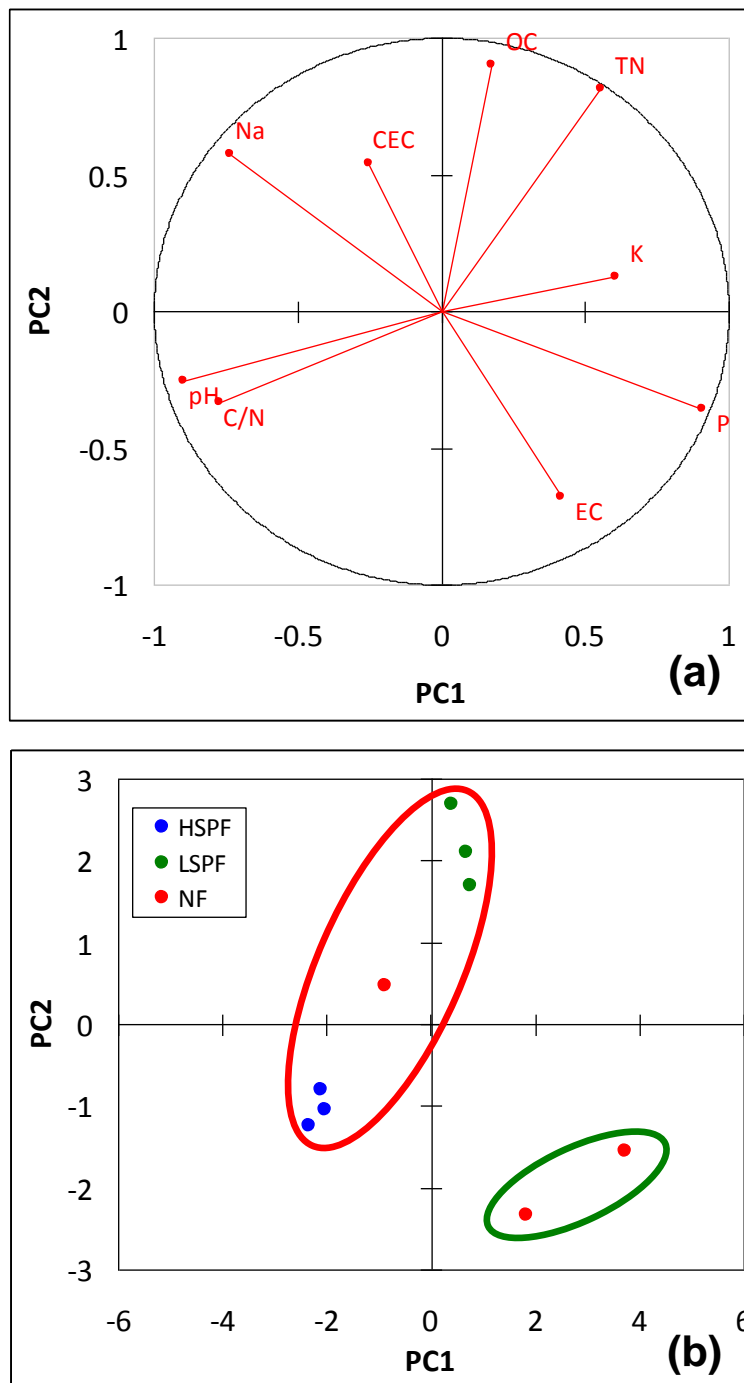 1
OC
TN
Na
CEC
0.5
K
PC2
0
pH
C/N
P
-0.5
EC
-1
-1 -0.5 0 0.5 1
(a)
PC1
3
HSPF
LSPF
NF
2
1
PC2
0
-1
-2
-3
-6 -4 -2 0 2 4 6
PC1
(b)